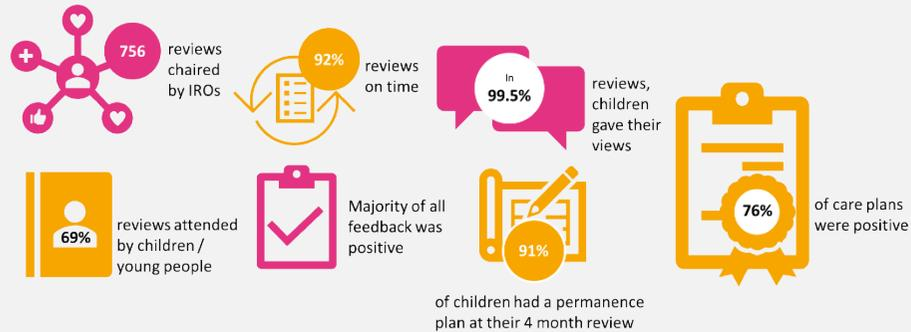 756
reviews
chaired
by IROs
92%
reviews
on time
In
99.5%
reviews,
children
gave their
views
69%
reviews attended
by children /
young people
Majority of all
feedback was
positive
91%
of children had a permanence
plan at their 4 month review
76%
of care plans
were positive